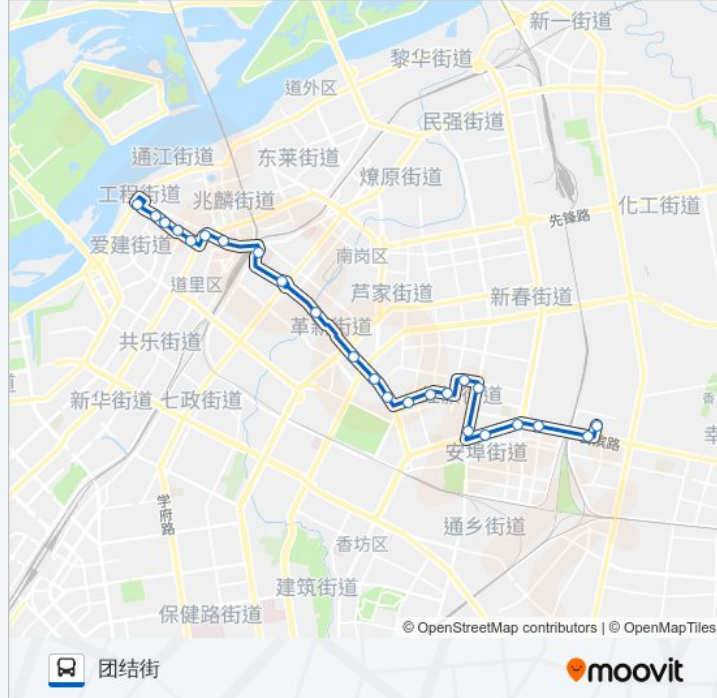 新一街道
黎华街道
道外区
民强街道
通江街道
东莱街道
燎原街道
工程街道
兆麟街道
化工街道
先锋路
爱建街道
南岗区
道里区
芦家街道
新春街道
革新街道
共乐街道
新华街道
七政街道
道
香
幸
安埠街道
滨路
学府路
通乡街道
香坊区
建筑街道
保健路街道
© OpenStreetMap contributors | © OpenMapTiles
团结街
moovit